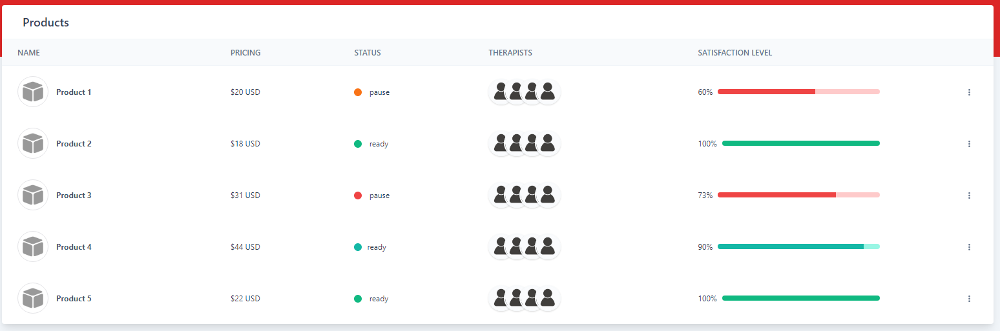 Products
NAME PRICING STATUS THERAPISTS SATISFACTION LEVEL
Product 1 $20 USD pause 60%
Product 2 $18 USD ready 100%
Product 3 $31 USD pause 73%
Product 4 $44 USD ready 90%
Product 5 $22 USD ready 100%